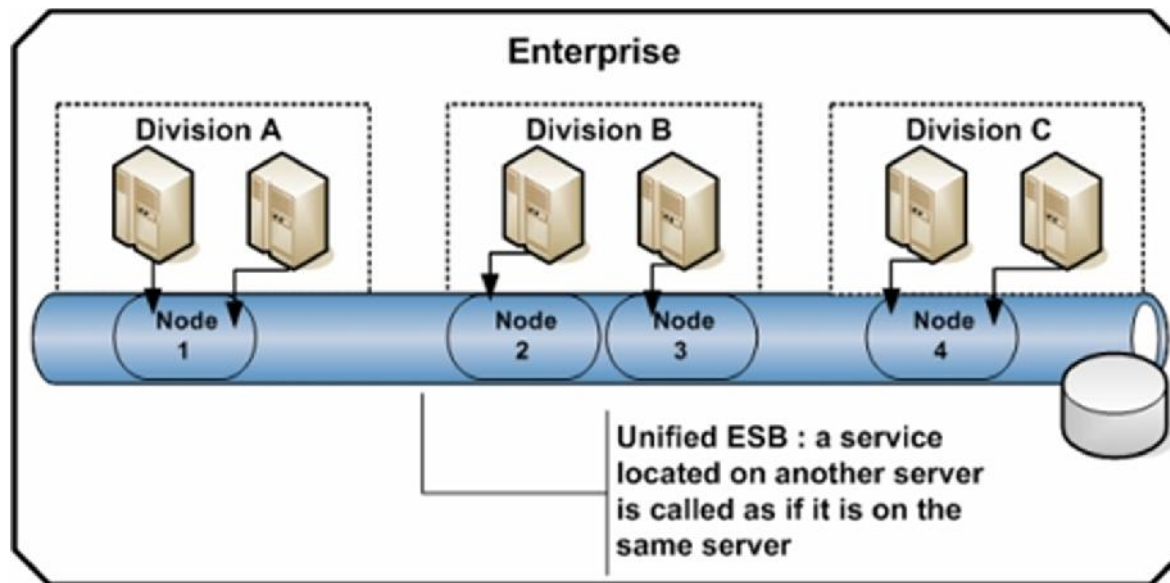 Enterprise
Division A
Division B
Division C
Node
1
Node
2
Node
3
Node
4
Unified ESB : a service
located on another server
is called as if it is on the
same server